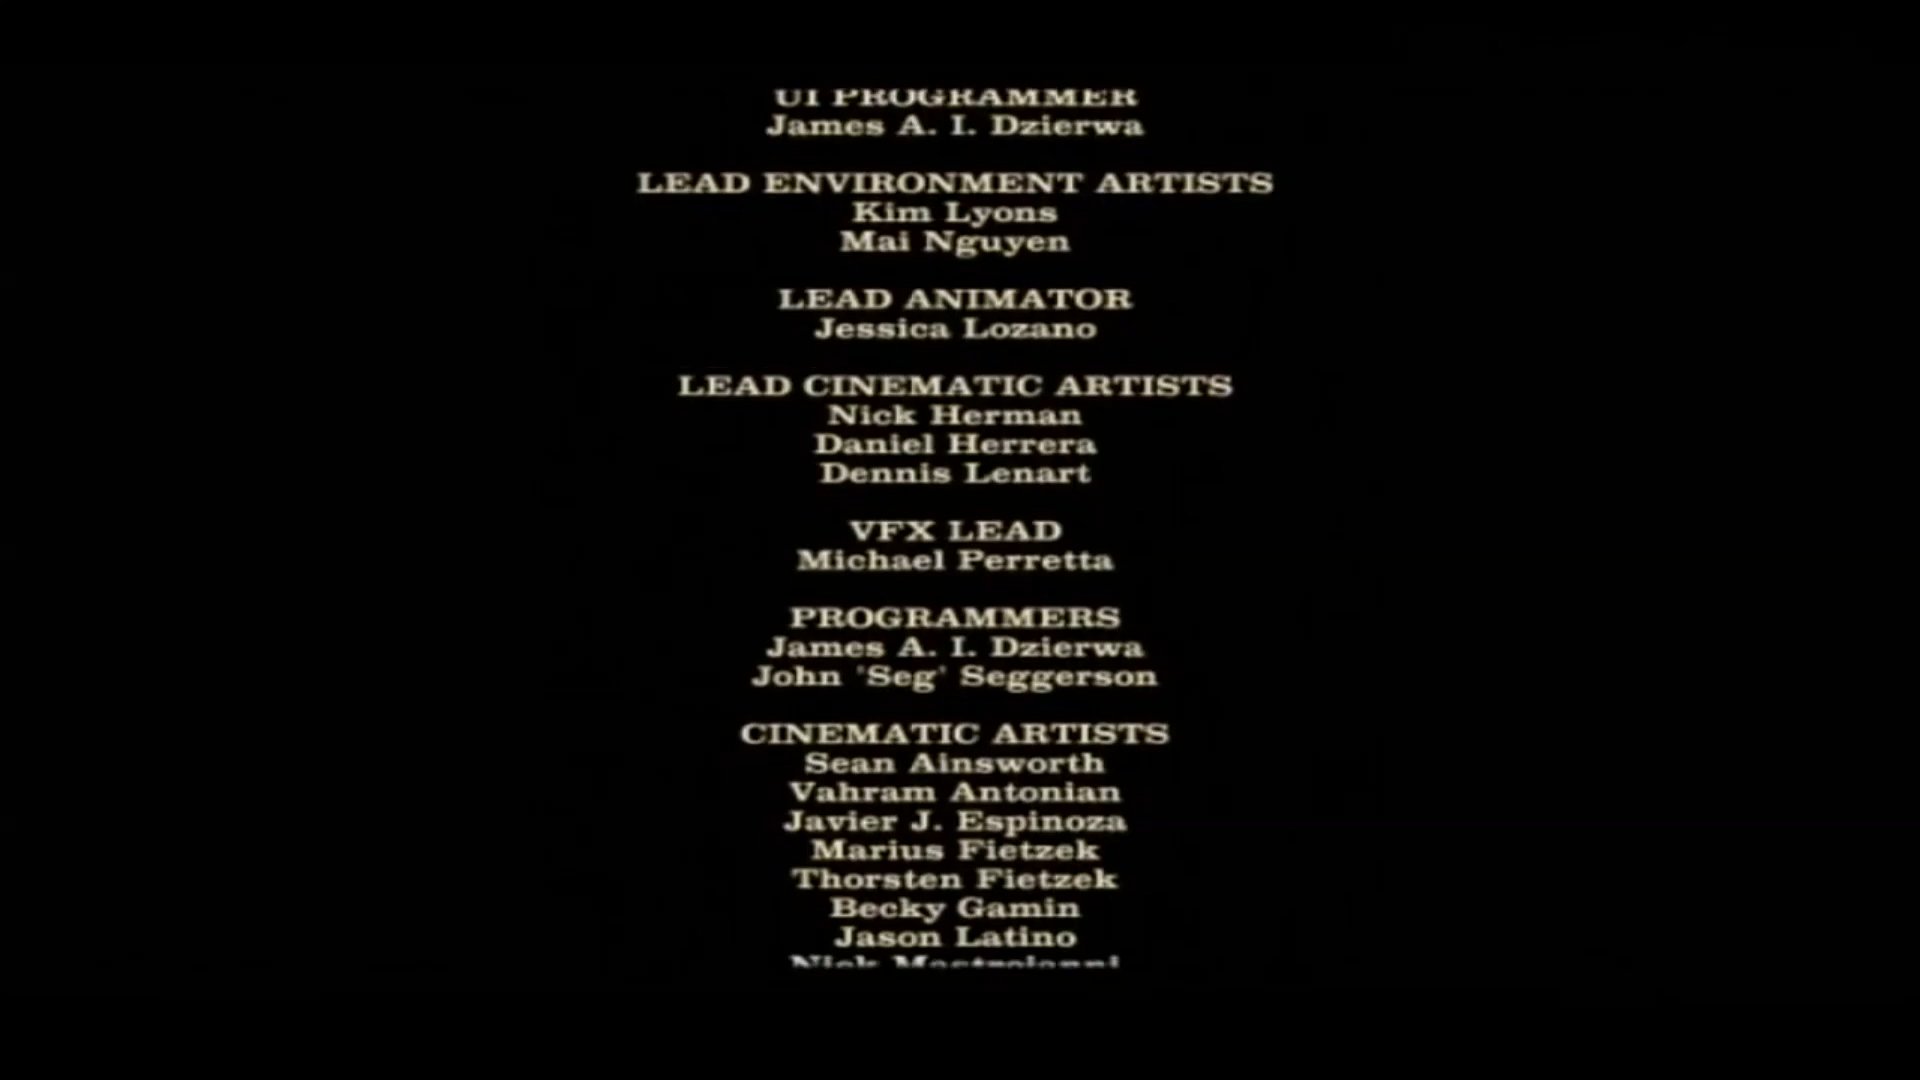 UI PROGRAMMER
James A. I. Dzierwa
LEAD ENVIRONMENT ARTISTS
Kim Lyons
Mai Nguyen
LEAD ANIMATOR
Jessica Lozano
LEAD CINEMATIC ARTISTS
Nick Herman
Daniel Herrera
Dennis Lenart
VFX LEAD
Michael Perretta
PROGRAMMERS
James A. I. Dzierwa
John 'Seg' Seggerson
CINEMATIC ARTISTS
Sean Ainsworth
Vahram Antonian
Javier J. Espinoza
Marius Fietzek
Thorsten Fietzek
Becky Gamin
Jason Latino
Nick Mastroianni